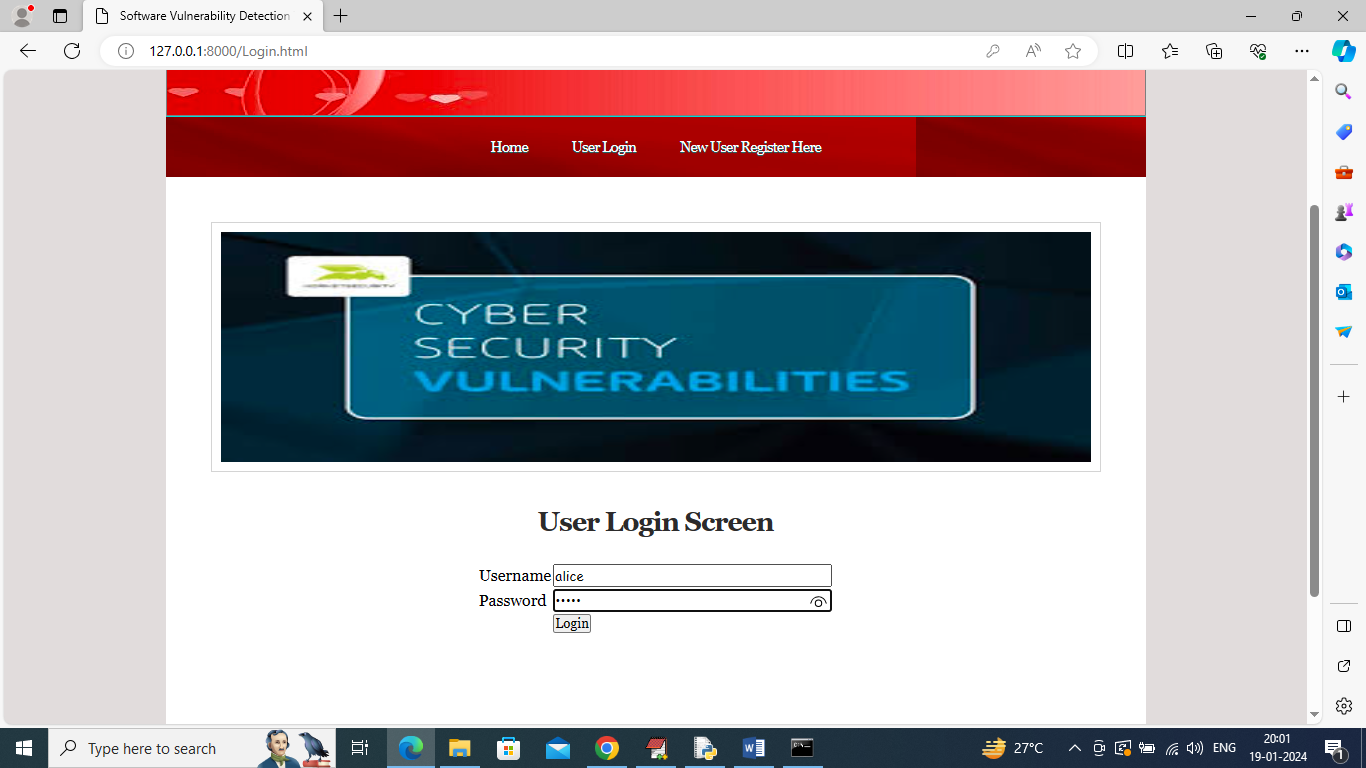 Software Vulnerability Detection
127.0.0.1:8000/Login.html
Home User Login New User Register Here
CYBER
SECURITY
VULNERABILITIES
User Login Screen
Username alice
Password •••••
Login
Type here to search
27°C
ENG
20:01
19-01-2024
1